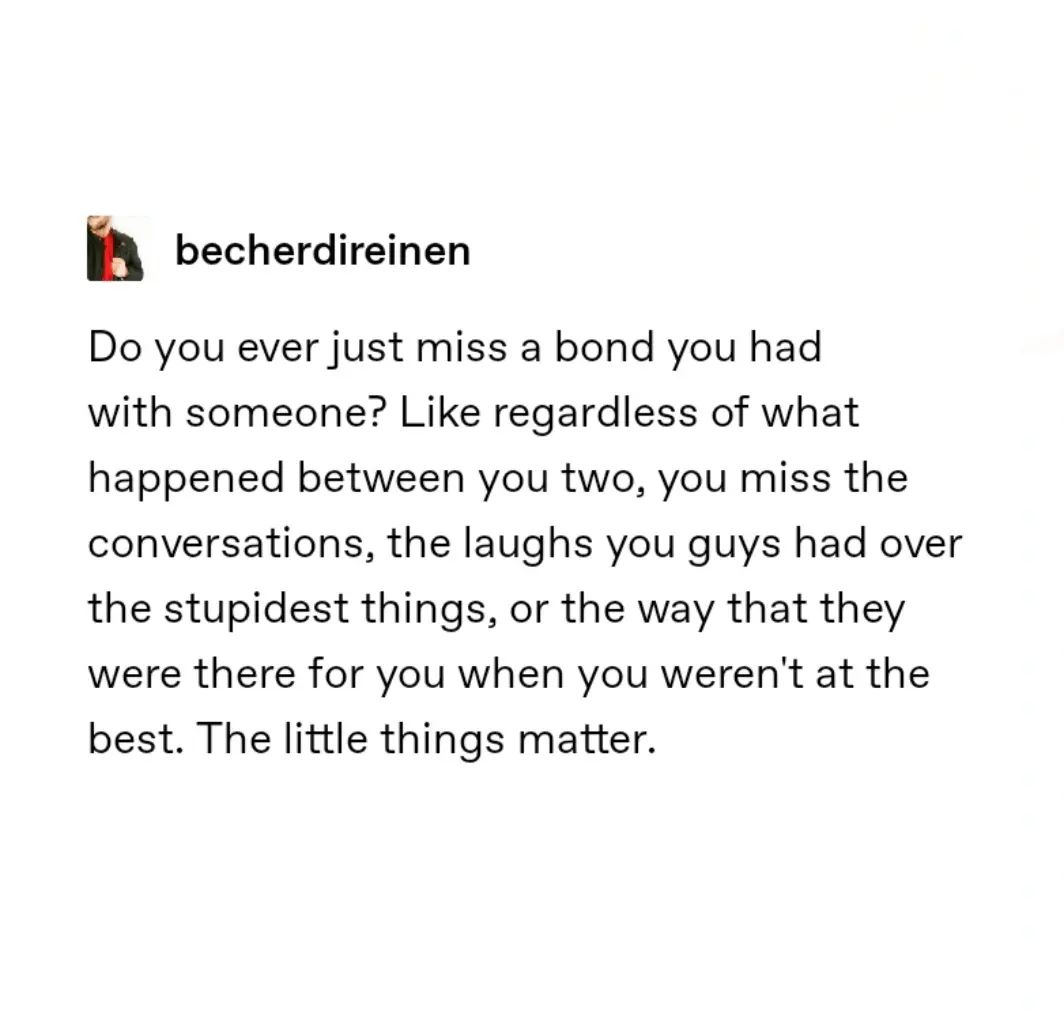 becherdireinen
Do you ever just miss a bond you had
with someone? Like regardless of what
happened between you two, you miss the
conversations, the laughs you guys had over
the stupidest things, or the way that they
were there for you when you weren't at the
best. The little things matter.